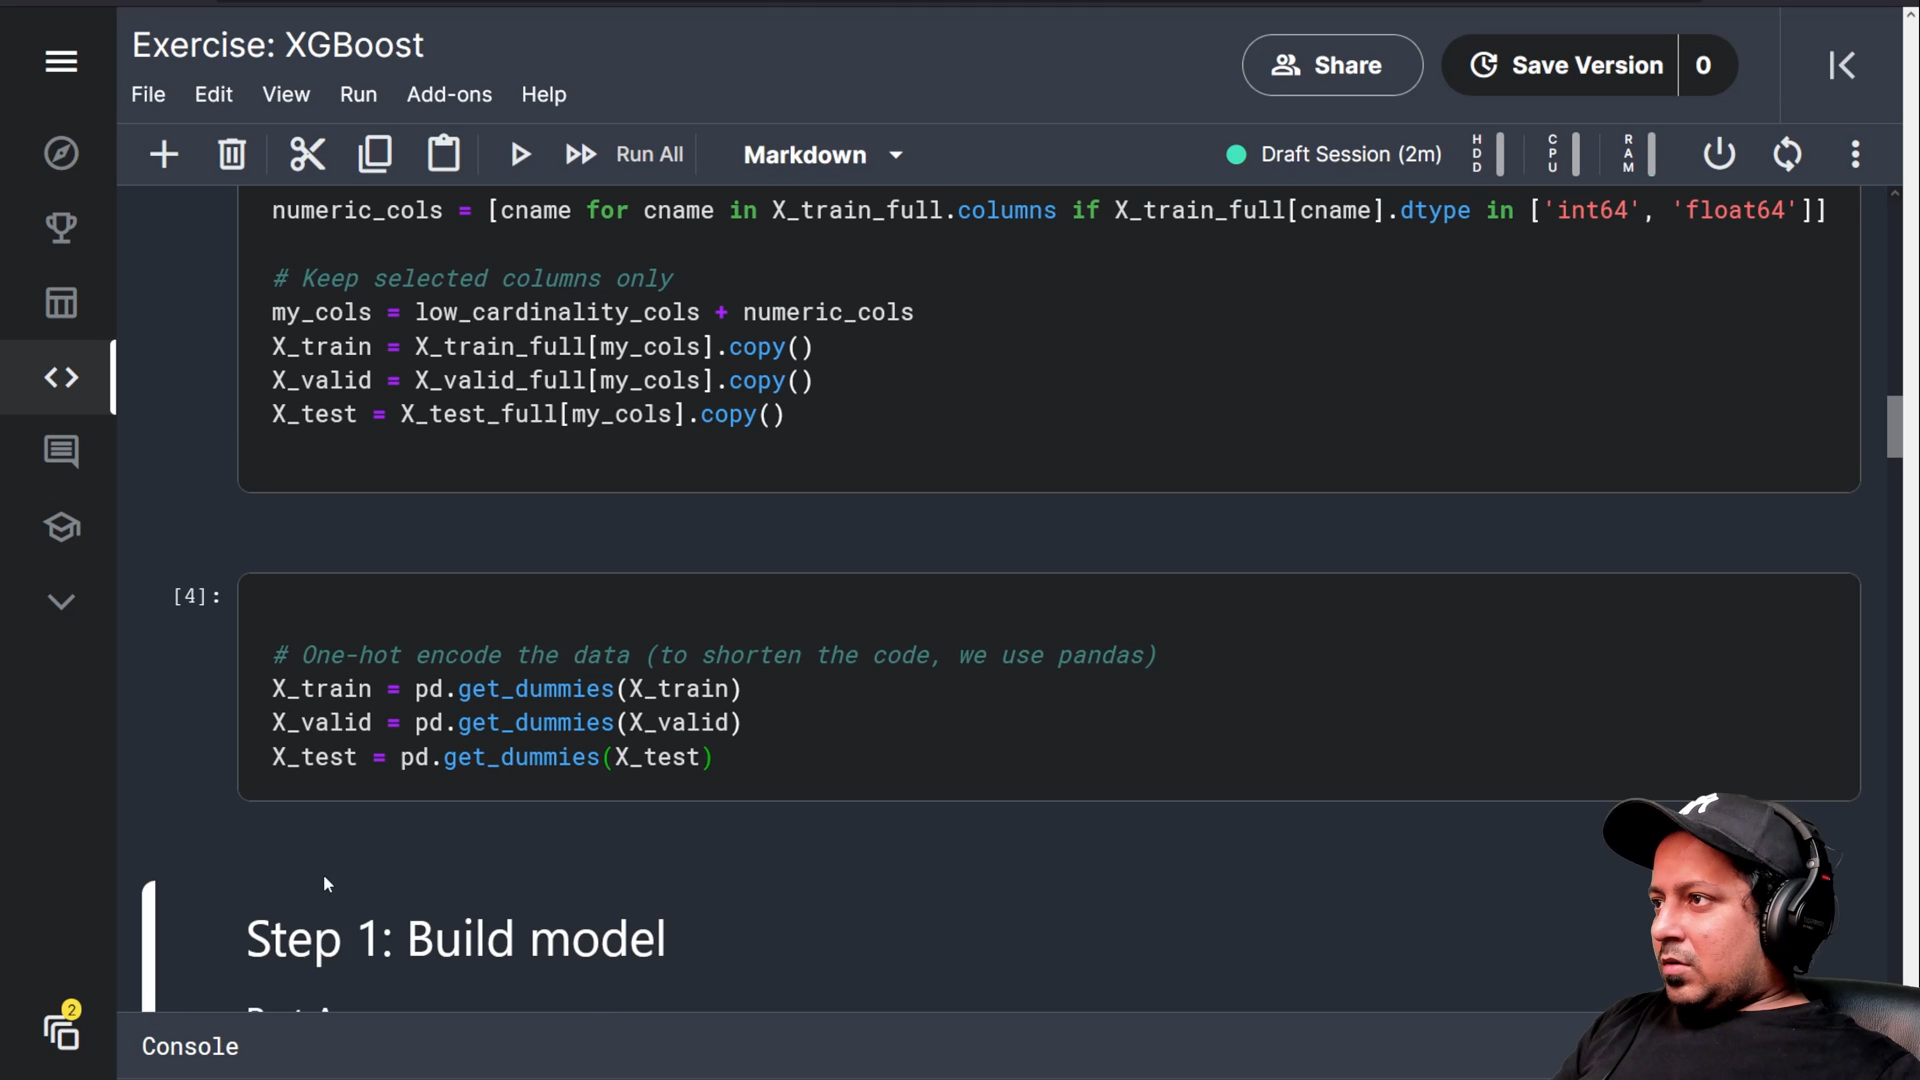 Exercise: XGBoost
Share
Save Version
0
File Edit View Run Add-ons Help
Run All
Markdown
Draft Session (2m)
HDD
CPU
RAM
numeric_cols = [cname for cname in X_train_full.columns if X_train_full[cname].dtype in ['int64', 'float64']]
# Keep selected columns only
my_cols = low_cardinality_cols + numeric_cols
X_train = X_train_full[my_cols].copy()
X_valid = X_valid_full[my_cols].copy()
X_test = X_test_full[my_cols].copy()
[4]:
# One-hot encode the data (to shorten the code, we use pandas)
X_train = pd.get_dummies(X_train)
X_valid = pd.get_dummies(X_valid)
X_test = pd.get_dummies(X_test)
Step 1: Build model
2
Console